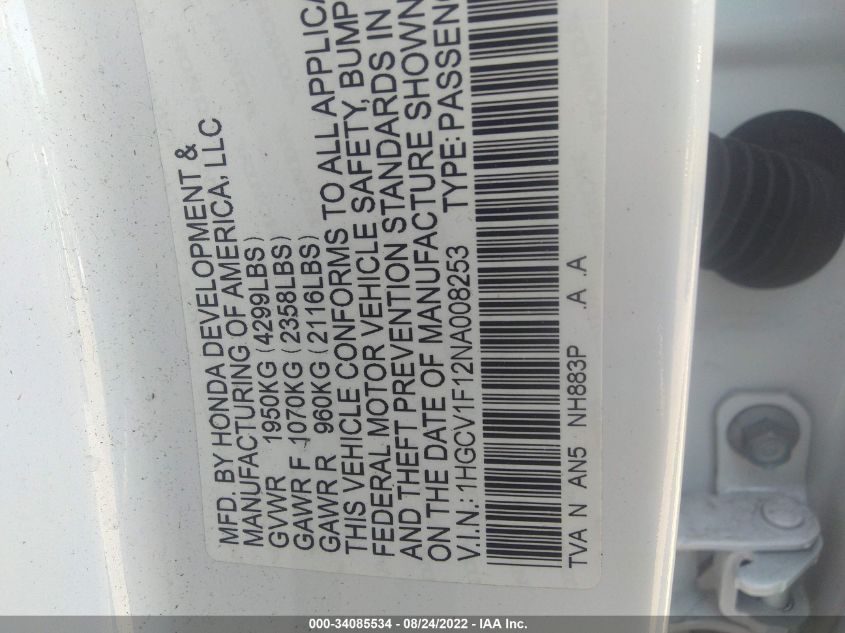 MFD. BY HONDA DEVELOPMENT &
MANUFACTURING OF AMERICA, LLC
GVWR 1950KG (4299LBS)
GAWR F 1070KG (2358LBS)
GAWR R 960KG (2116LBS)
THIS VEHICLE CONFORMS TO ALL APPLICA
FEDERAL MOTOR VEHICLE SAFETY, BUMP
AND THEFT PREVENTION STANDARDS IN
ON THE DATE OF MANUFACTURE SHOWN
V.I.N.: 1HGCV1F12NA008253 TYPE: PASSENG
TVA N AN5 NH883P .A .A
000-34085534 - 08/24/2022 - IAA Inc.